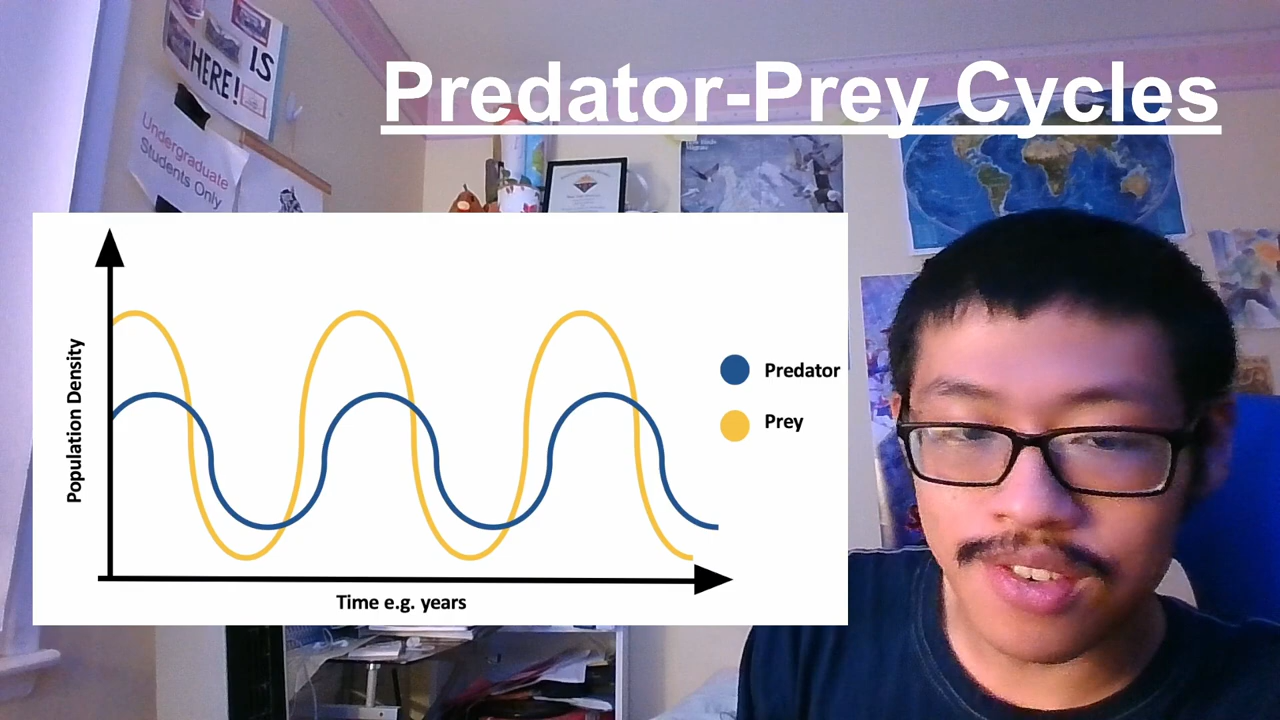 Predator-Prey Cycles
IS
HERE!
Undergraduate
Students Only
Population Density
Predator
Prey
Time e.g. years